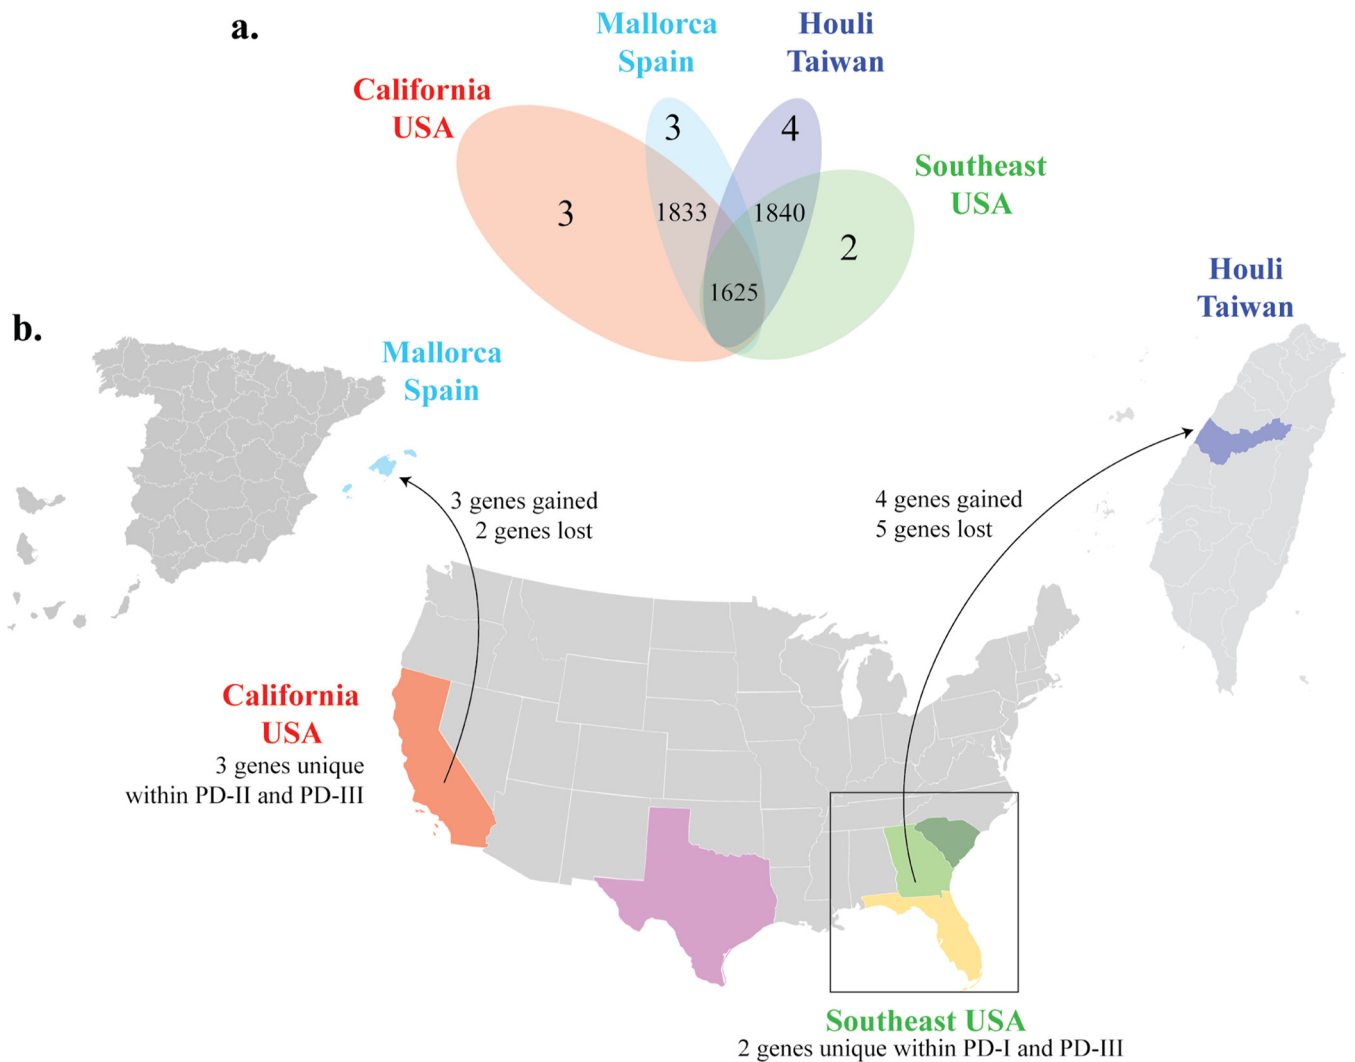 a.
Mallorca
Spain
Houli
Taiwan
California
USA
Southeast
USA
3
4
3
1833
1840
2
1625
b.
Mallorca
Spain
Houli
Taiwan
3 genes gained
2 genes lost
4 genes gained
5 genes lost
California
USA
3 genes unique
within PD-II and PD-III
Southeast USA
2 genes unique within PD-I and PD-III